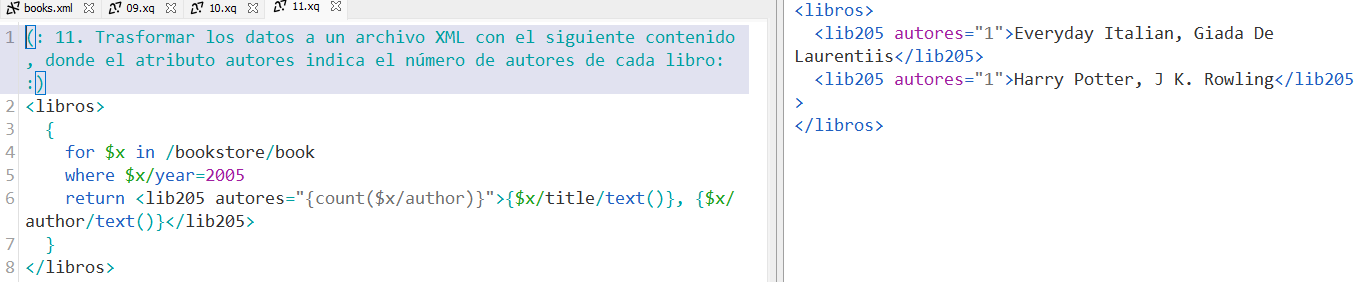 books.xml 09.xq 10.xq 11.xq
1 (: 11. Trasformar los datos a un archivo XML con el siguiente contenido
, donde el atributo autores indica el número de autores de cada libro:
:)
2 <libros>
3 {
4 for $x in /bookstore/book
5 where $x/year=2005
6 return <lib205 autores="{count($x/author)}">{$x/title/text()}, {$x/
author/text()}</lib205>
7 }
8 </libros>
<libros>
<lib205 autores="1">Everyday Italian, Giada De
Laurentiis</lib205>
<lib205 autores="1">Harry Potter, J K. Rowling</lib205
>
</libros>